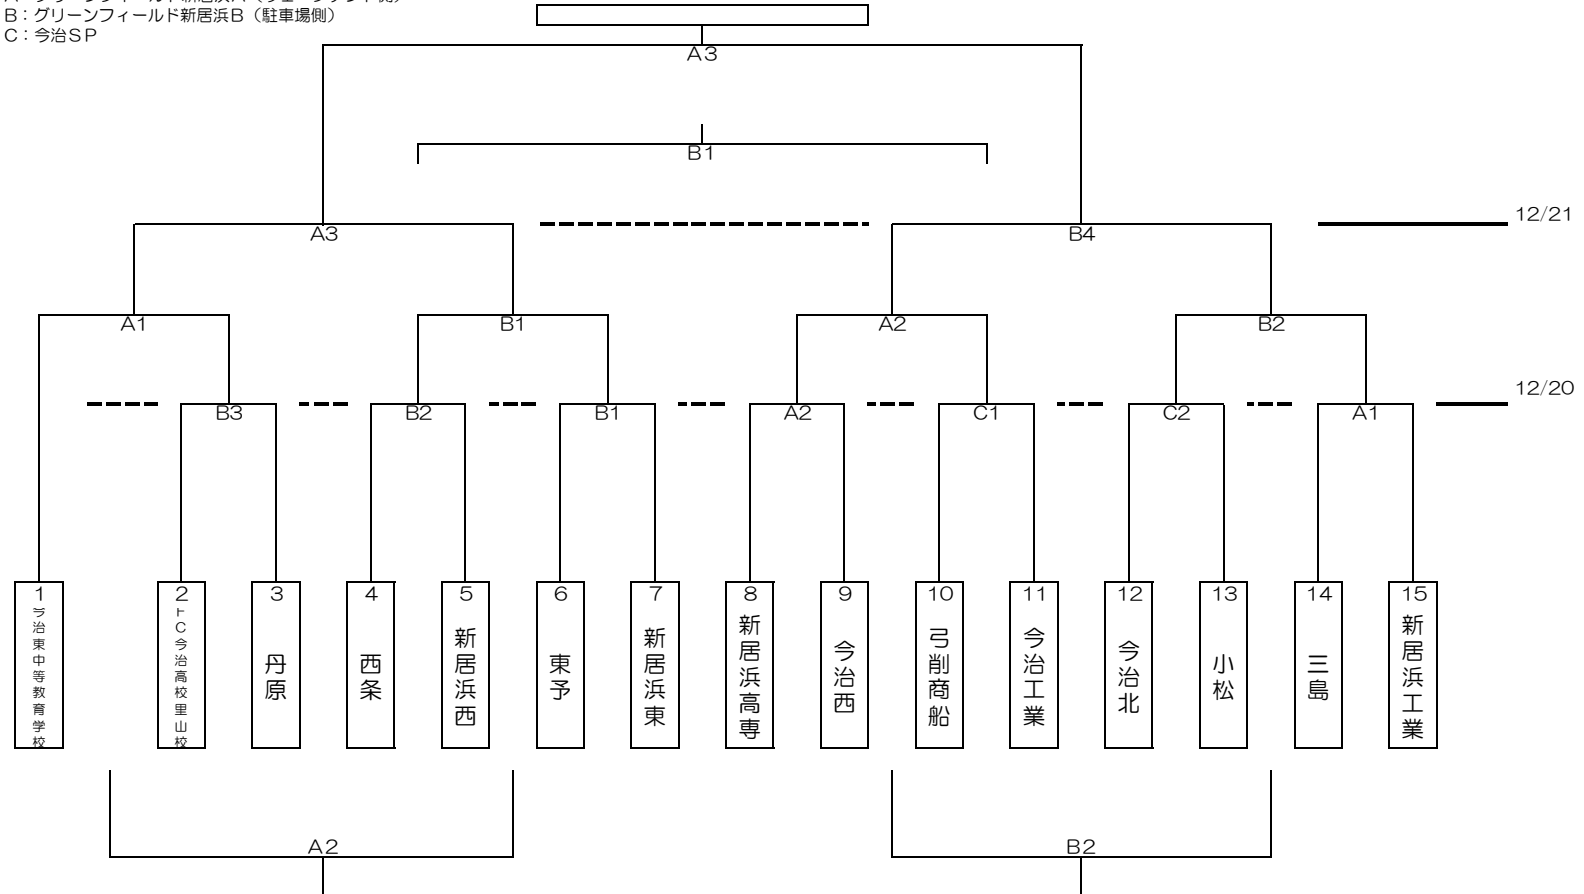 B：グリーンフィールド新居浜B（駐車場側）
C：今治SP
A3
B1
12/21
A3
B4
A1
B1
A2
B2
12/20
B3
B2
B1
A2
C1
C2
A1
1
今治東中等教育学校
2
FC今治高校里山校
3
丹原
4
西条
5
新居浜西
6
東予
7
新居浜東
8
新居浜高専
9
今治西
10
弓削商船
11
今治工業
12
今治北
13
小松
14
三島
15
新居浜工業
A2
B2